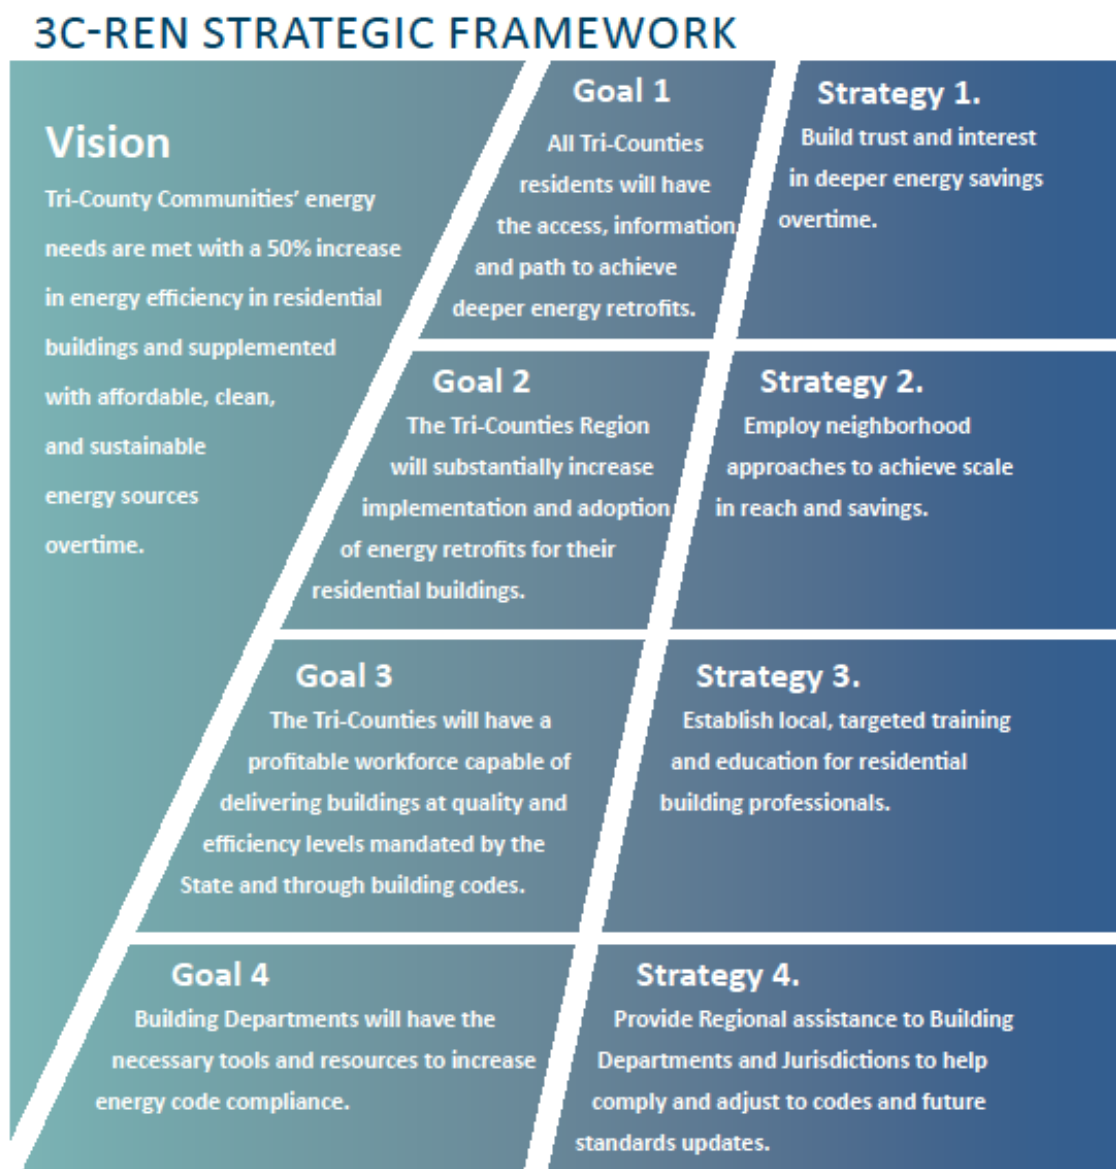 3C-REN STRATEGIC FRAMEWORK
Vision
Tri-County Communities' energy
needs are met with a 50% increase
in energy efficiency in residential
buildings and supplemented
with affordable, clean,
and sustainable
energy sources
overtime.
Goal 1
All Tri-Counties
residents will have
the access, information
and path to achieve
deeper energy retrofits.
Strategy 1.
Build trust and interest
in deeper energy savings
overtime.
Goal 2
The Tri-Counties Region
will substantially increase
implementation and adoption
of energy retrofits for their
residential buildings.
Strategy 2.
Employ neighborhood
approaches to achieve scale
in reach and savings.
Goal 3
The Tri-Counties will have a
profitable workforce capable of
delivering buildings at quality and
efficiency levels mandated by the
State and through building codes.
Strategy 3.
Establish local, targeted training
and education for residential
building professionals.
Goal 4
Building Departments will have the
necessary tools and resources to increase
energy code compliance.
Strategy 4.
Provide Regional assistance to Building
Departments and Jurisdictions to help
comply and adjust to codes and future
standards updates.